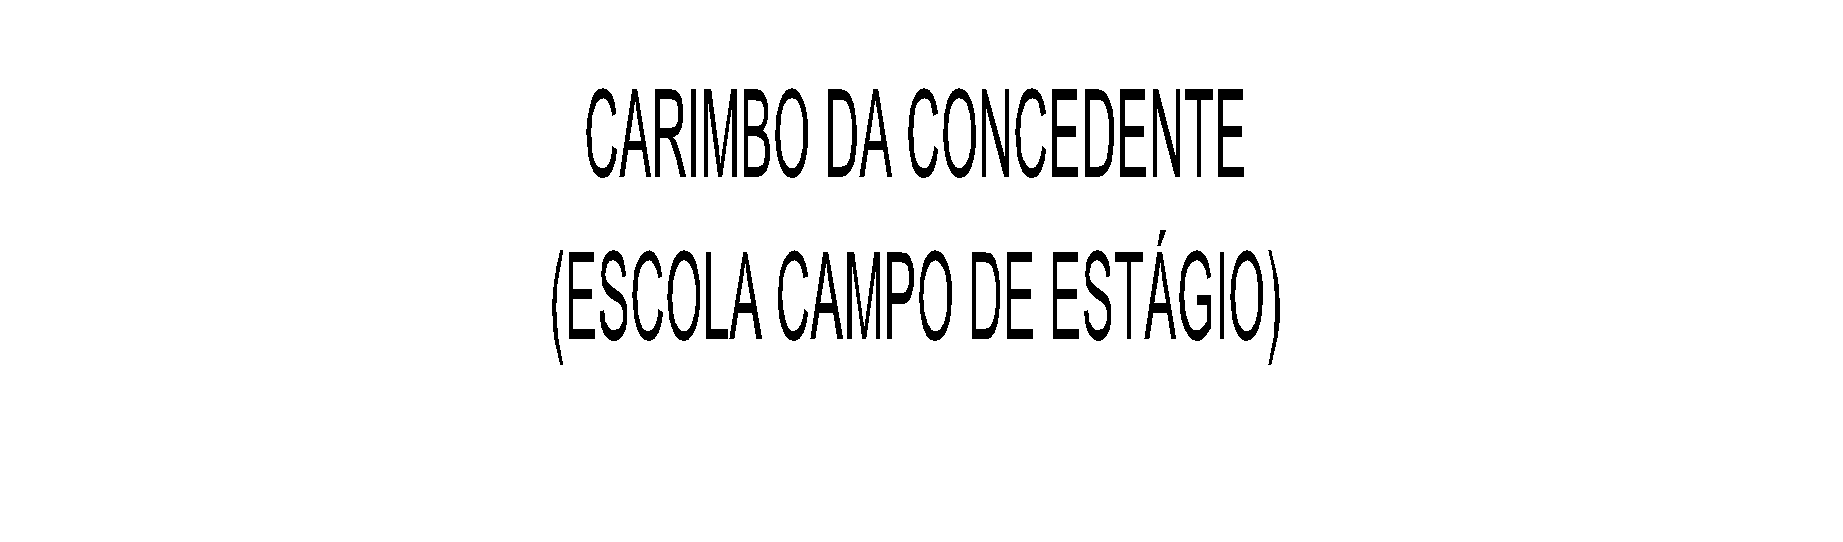 CARIMBO DA CONCEDENTE
(ESCOLA CAMPO DE ESTÁGIO)